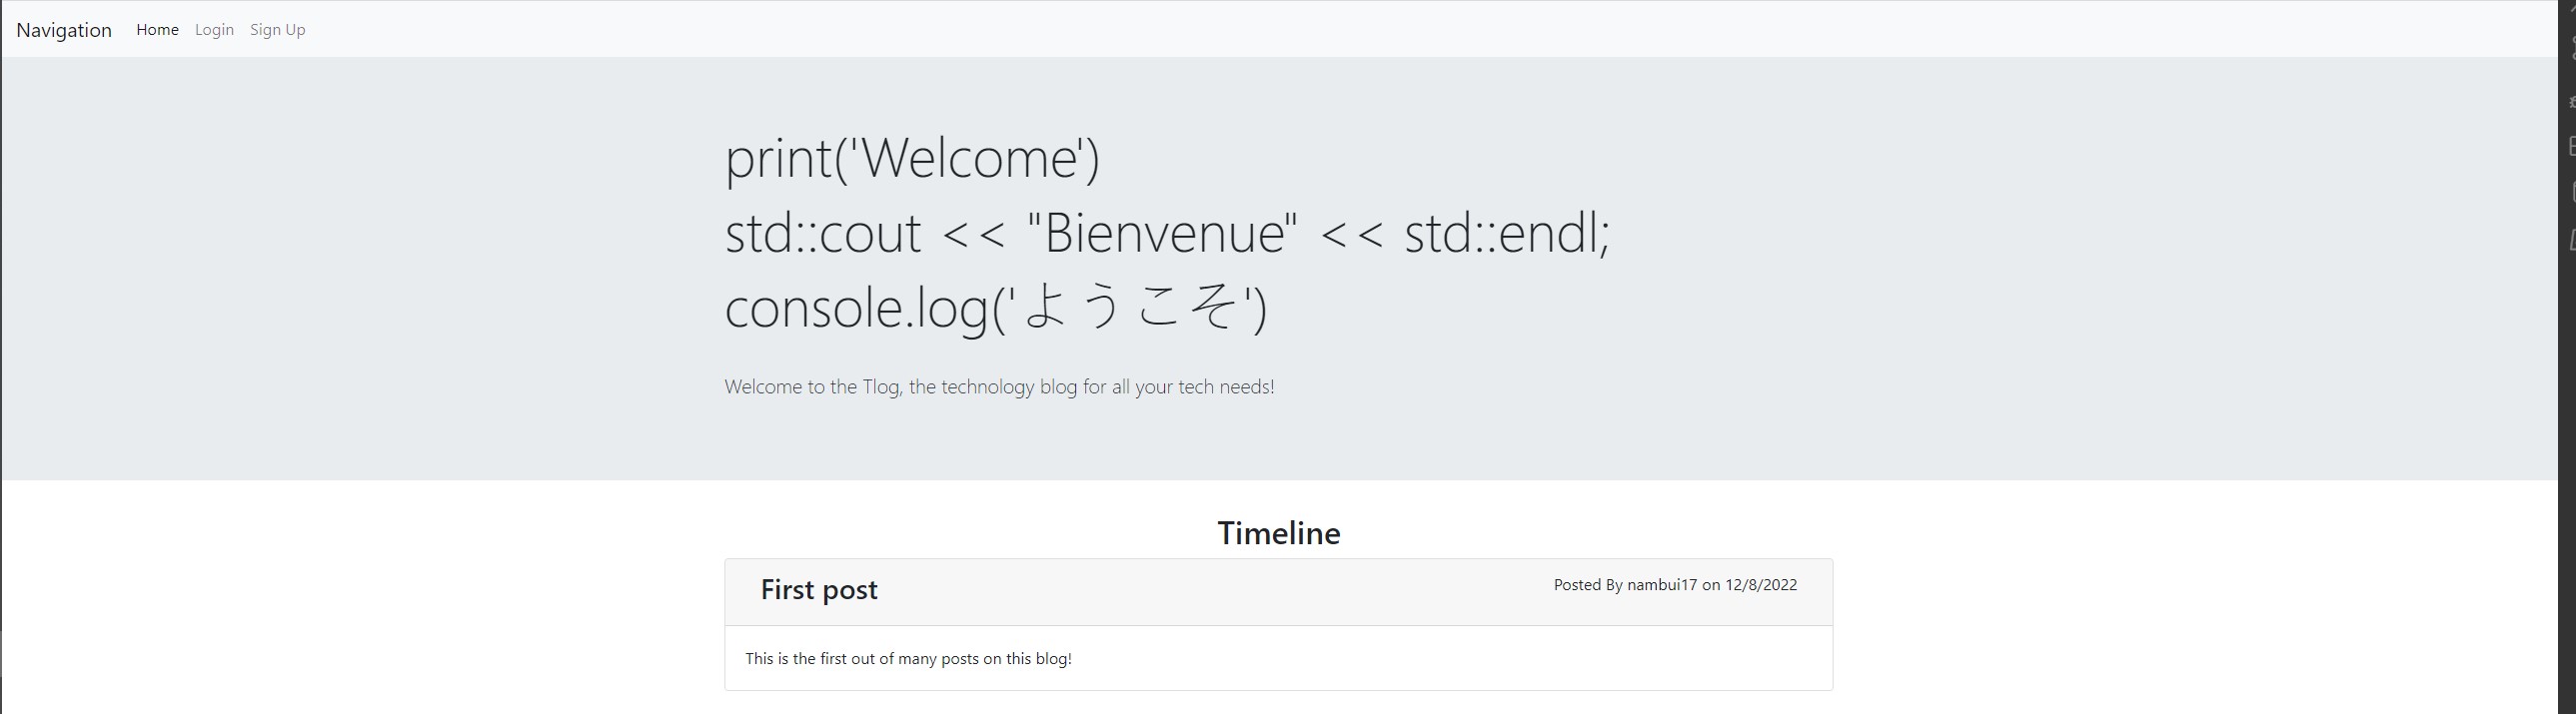 Navigation Home Login Sign Up
print('Welcome')
std::cout << "Bienvenue" << std::endl;
console.log('ようこそ')
Welcome to the Tlog, the technology blog for all your tech needs!
Timeline
First post Posted By nambui17 on 12/8/2022
This is the first out of many posts on this blog!